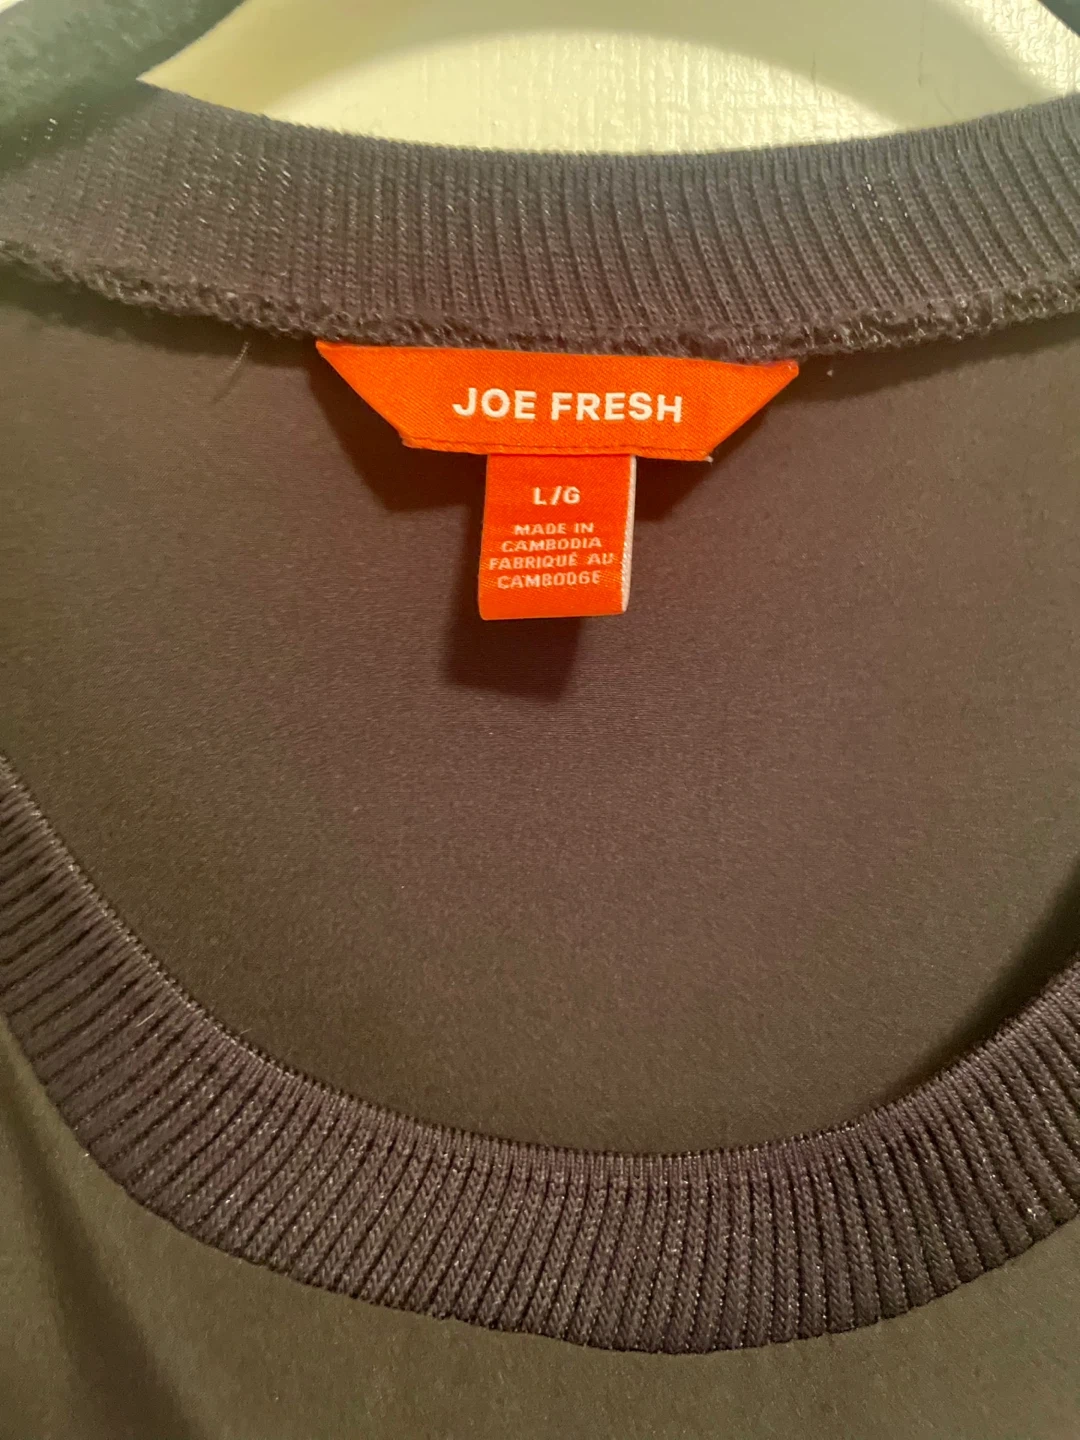 JOE FRESH
L/G
MADE IN
CAMBODIA
FABRIQUÉ AU
CAMBODGE